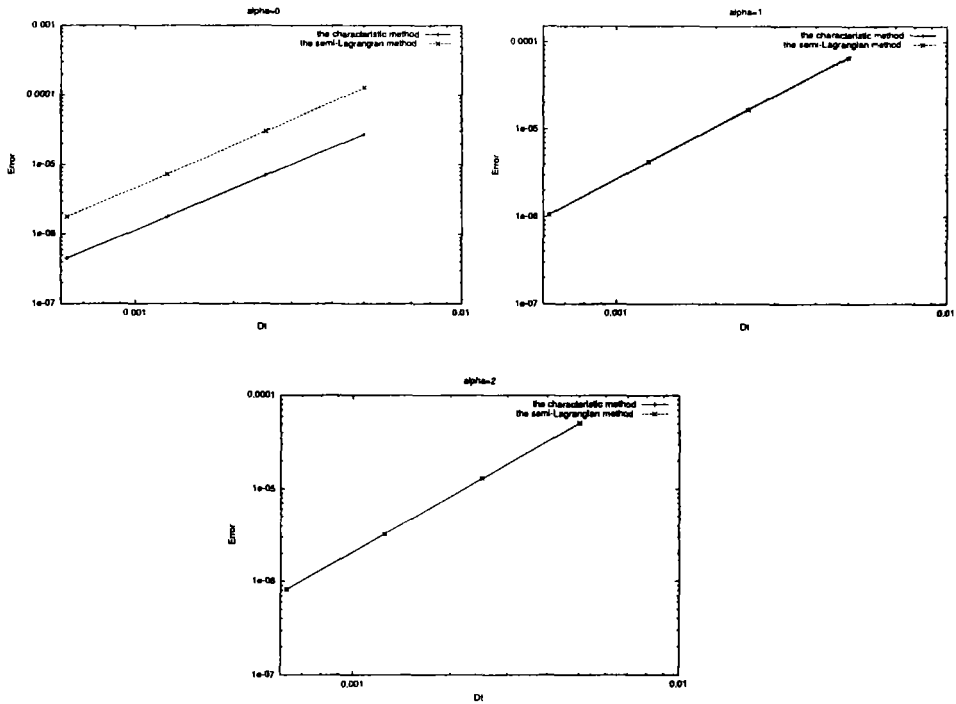 alpha=0
0.001
the characteristic method
the semi-Lagrangian method
0.0001
Error
1e-05
1e-06
1e-07
0.001
0.01
Dt
alpha=1
0.0001
the characteristic method
the semi-Lagrangian method
Error
1e-05
1e-06
1e-07
0.001
0.01
Dt
alpha=2
0.0001
the characteristic method
the semi-Lagrangian method
Error
1e-05
1e-06
1e-07
0.001
0.01
Dt